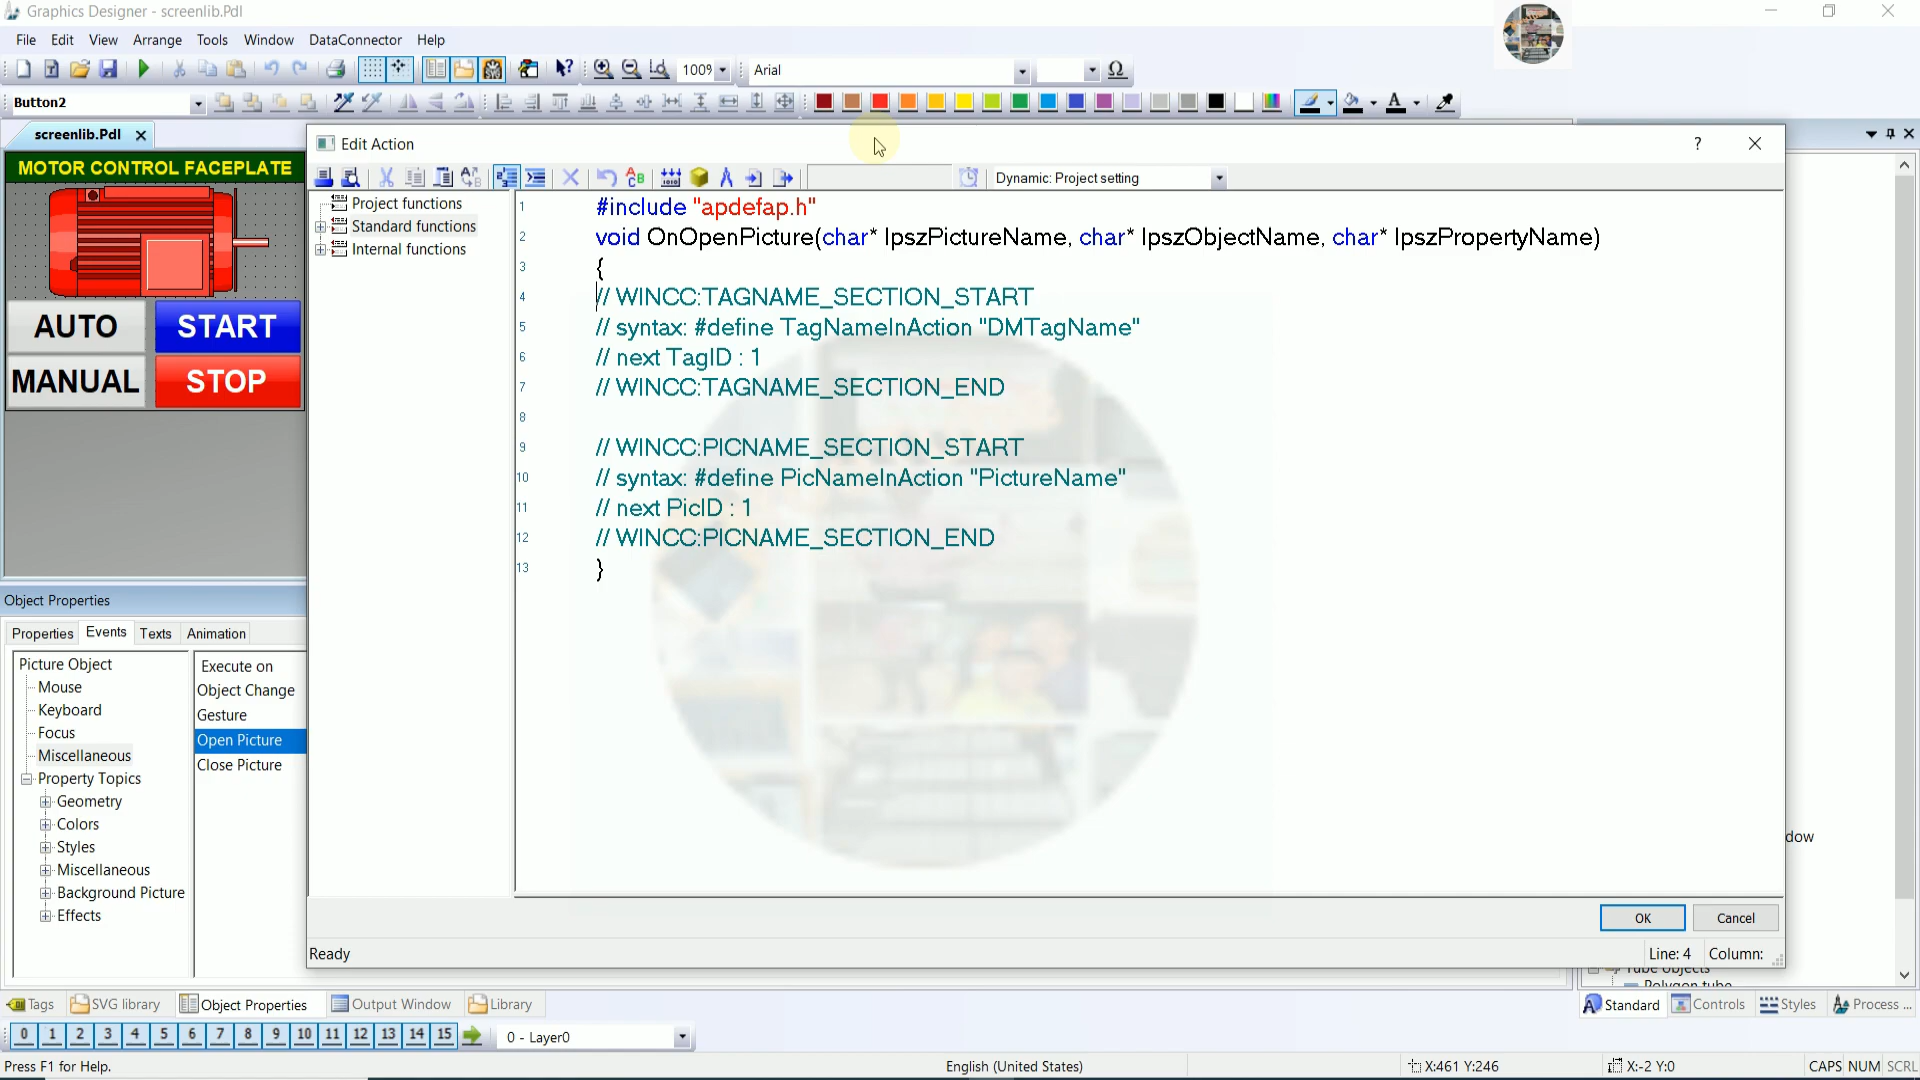 Graphics Designer - screenlib.Pdl
File Edit View Arrange Tools Window DataConnector Help
100% Arial Ω
Button2
screenlib.Pdl
MOTOR CONTROL FACEPLATE
AUTO START
MANUAL STOP
Edit Action
Dynamic: Project setting
Project functions
Standard functions
Internal functions
1 #include "apdefap.h"
2 void OnOpenPicture(char* lpszPictureName, char* lpszObjectName, char* lpszPropertyName)
3 {
4 // WINCC:TAGNAME_SECTION_START
5 // syntax: #define TagNameInAction "DMTagName"
6 // next TagID : 1
7 // WINCC:TAGNAME_SECTION_END
8
9 // WINCC:PICNAME_SECTION_START
10 // syntax: #define PicNameInAction "PictureName"
11 // next PicID : 1
12 // WINCC:PICNAME_SECTION_END
13 }
OK Cancel
Ready Line: 4 Column:
dow
Tube objects
Polygon tube
Object Properties
Properties Events Texts Animation
Picture Object
Mouse
Keyboard
Focus
Miscellaneous
Property Topics
Geometry
Colors
Styles
Miscellaneous
Background Picture
Effects
Execute on
Object Change
Gesture
Open Picture
Close Picture
Tags SVG library Object Properties Output Window Library
Standard Controls Styles Process ...
0 1 2 3 4 5 6 7 8 9 10 11 12 13 14 15 0 - Layer0
Press F1 for Help. English (United States) X:461 Y:246 X:-2 Y:0 CAPS NUM SCRL